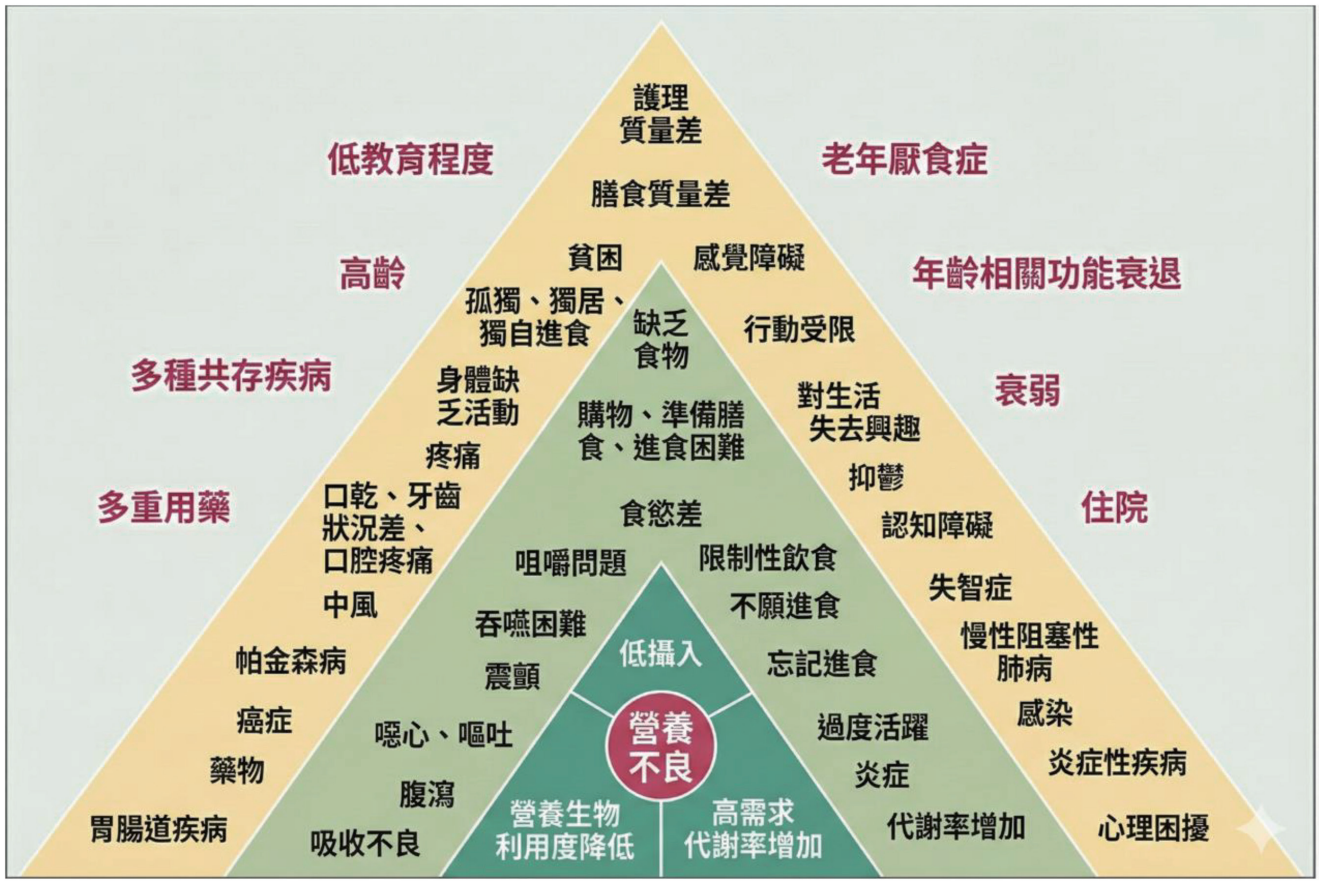 護理
質量差
低教育程度
老年厭食症
膳食質量差
貧困
感覺障礙
高齡
年齡相關功能衰退
孤獨、獨居、
獨自進食
缺乏
食物
行動受限
多種共存疾病
身體缺
乏活動
衰弱
對生活
失去興趣
購物、準備膳
食、進食困難
疼痛
抑鬱
多重用藥
口乾、牙齒
狀況差、
口腔疼痛
食慾差
認知障礙
住院
咀嚼問題
限制性飲食
中風
不願進食
失智症
吞嚥困難
低攝入
忘記進食
慢性阻塞性
肺病
帕金森病
震顫
癌症
噁心、嘔吐
營養
不良
過度活躍
感染
藥物
腹瀉
炎症
炎症性疾病
胃腸道疾病
吸收不良
營養生物
利用度降低
高需求
代謝率增加
代謝率增加
心理困擾